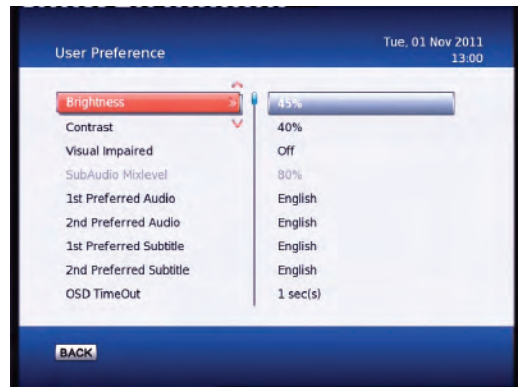 User Preference
Tue, 01 Nov 2011
13:00
Brightness 45%
Contrast 40%
Visual Impaired Off
SubAudio Mixlevel 80%
1st Preferred Audio English
2nd Preferred Audio English
1st Preferred Subtitle English
2nd Preferred Subtitle English
OSD TimeOut 1 sec(s)
BACK